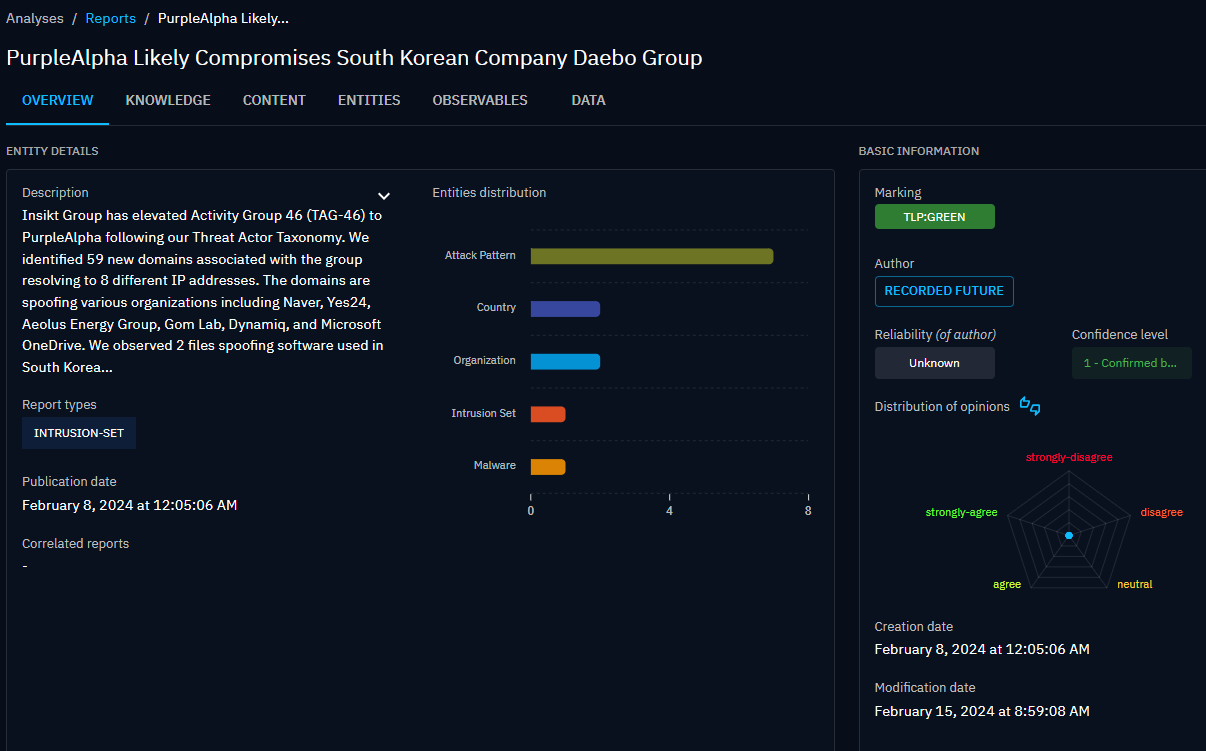 Analyses / Reports / PurpleAlpha Likely...
PurpleAlpha Likely Compromises South Korean Company Daebo Group
OVERVIEW KNOWLEDGE CONTENT ENTITIES OBSERVABLES DATA
ENTITY DETAILS
Description
Insikt Group has elevated Activity Group 46 (TAG-46) to
PurpleAlpha following our Threat Actor Taxonomy. We
identified 59 new domains associated with the group
resolving to 8 different IP addresses. The domains are
spoofing various organizations including Naver, Yes24,
Aeolus Energy Group, Gom Lab, Dynamiq, and Microsoft
OneDrive. We observed 2 files spoofing software used in
South Korea...
Report types
INTRUSION-SET
Publication date
February 8, 2024 at 12:05:06 AM
Correlated reports
-
Entities distribution
Attack Pattern
Country
Organization
Intrusion Set
Malware
0 4 8
BASIC INFORMATION
Marking
TLP:GREEN
Author
RECORDED FUTURE
Reliability (of author) Confidence level
Unknown 1 - Confirmed b...
Distribution of opinions
strongly-disagree
strongly-agree disagree
agree neutral
Creation date
February 8, 2024 at 12:05:06 AM
Modification date
February 15, 2024 at 8:59:08 AM